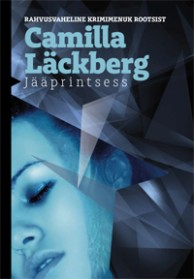 RAHVUSVAHELINE KRIMIMENUK ROOTSIST
Camilla
Läckberg
Jääprintsess